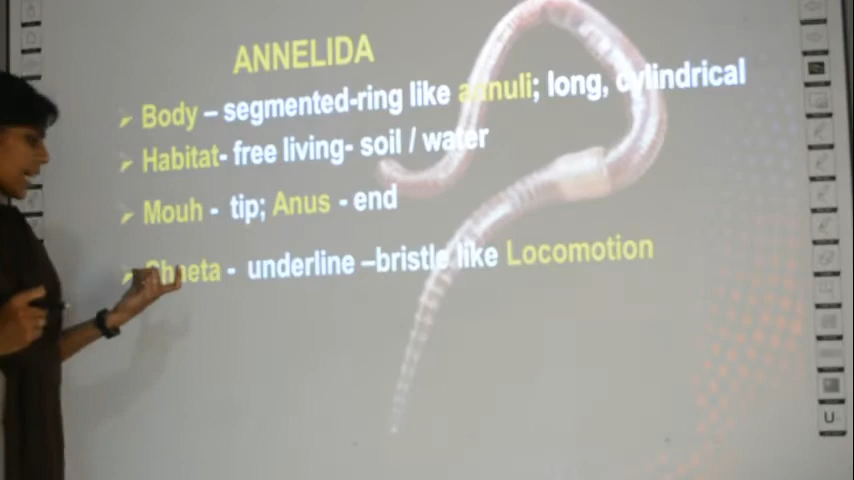 ANNELIDA
Body – segmented-ring like annuli; long, cylindrical
Habitat- free living- soil / water
Mouh - tip; Anus - end
Chaeta - underline –bristle like Locomotion
U